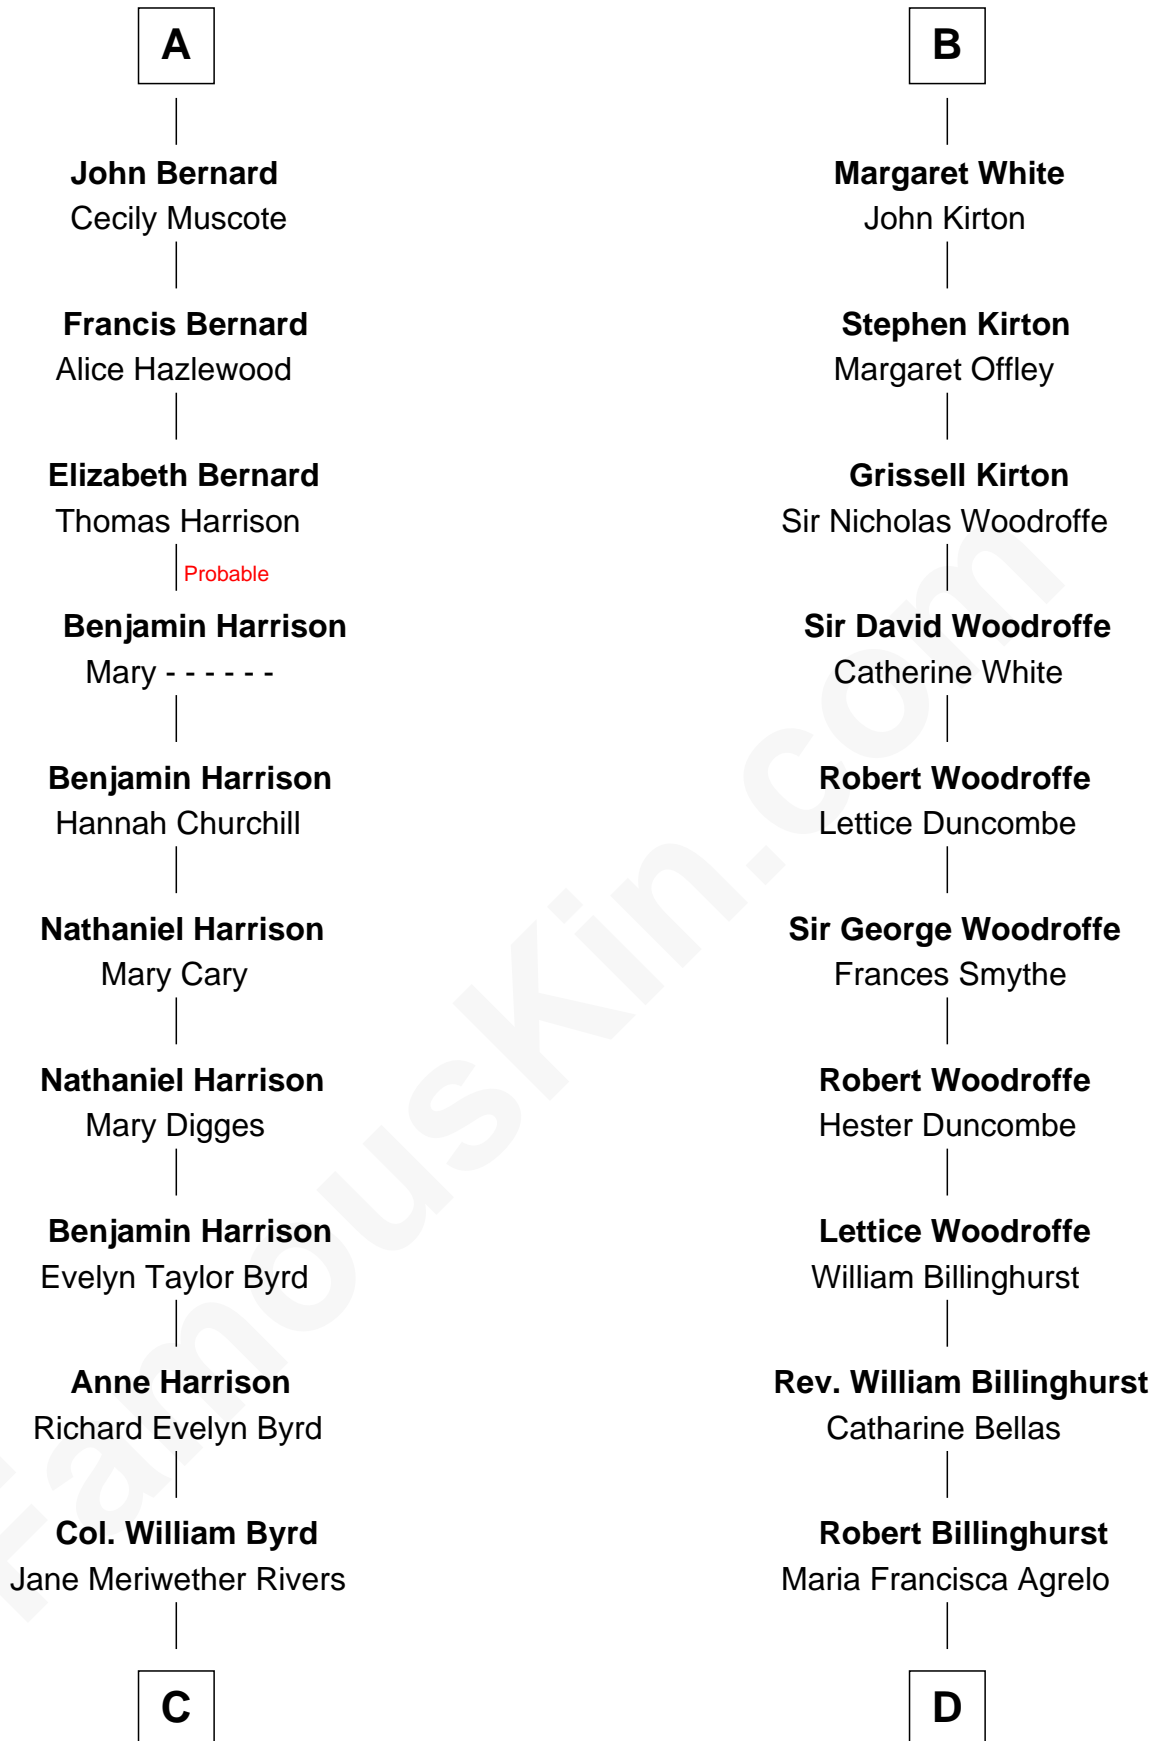 A
John Bernard
Cecily Muscote
Francis Bernard
Alice Hazlewood
Elizabeth Bernard
Thomas Harrison
Probable
Benjamin Harrison
Mary - - - - - -
Benjamin Harrison
Hannah Churchill
Nathaniel Harrison
Mary Cary
Nathaniel Harrison
Mary Digges
Benjamin Harrison
Evelyn Taylor Byrd
Anne Harrison
Richard Evelyn Byrd
Col. William Byrd
Jane Meriwether Rivers
C
B
Margaret White
John Kirton
Stephen Kirton
Margaret Offley
Grissell Kirton
Sir Nicholas Woodroffe
Sir David Woodroffe
Catherine White
Robert Woodroffe
Lettice Duncombe
Sir George Woodroffe
Frances Smythe
Robert Woodroffe
Hester Duncombe
Lettice Woodroffe
William Billinghurst
Rev. William Billinghurst
Catharine Bellas
Robert Billinghurst
Maria Francisca Agrelo
D
FamousKin.com